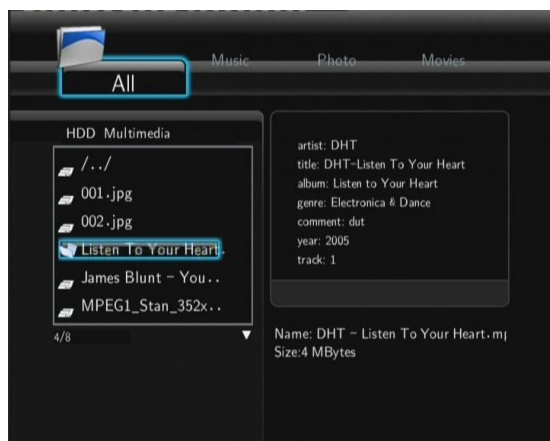 All
Music
Photo
Movies
HDD Multimedia
/../
001.jpg
002.jpg
Listen To Your Heart.
James Blunt - You..
MPEG1_Stan_352x..
4/8
artist: DHT
title: DHT-Listen To Your Heart
album: Listen to Your Heart
genre: Electronica & Dance
comment: dut
year: 2005
track: 1
Name: DHT - Listen To Your Heart.mp
Size:4 MBytes